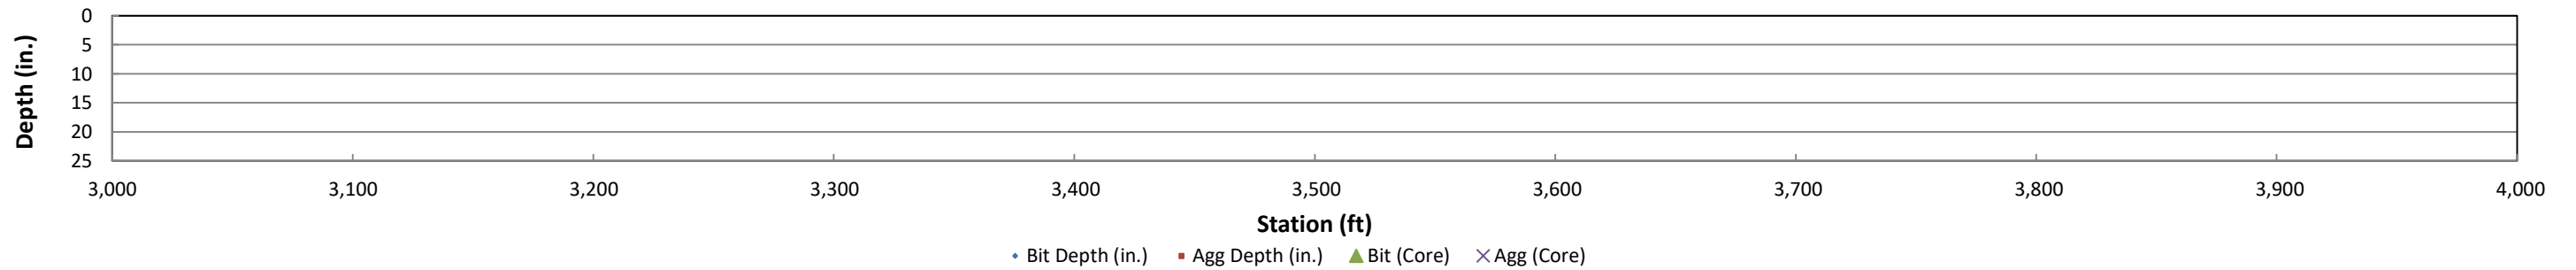 Depth (in.)
0
5
10
15
20
25
3,000 3,100 3,200 3,300 3,400 3,500 3,600 3,700 3,800 3,900 4,000
Station (ft)
Bit Depth (in.) Agg Depth (in.) Bit (Core) Agg (Core)